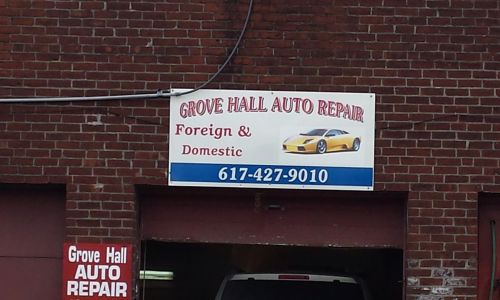 GROVE HALL AUTO REPAIR
Foreign &
Domestic
617-427-9010
Grove Hall
AUTO
REPAIR